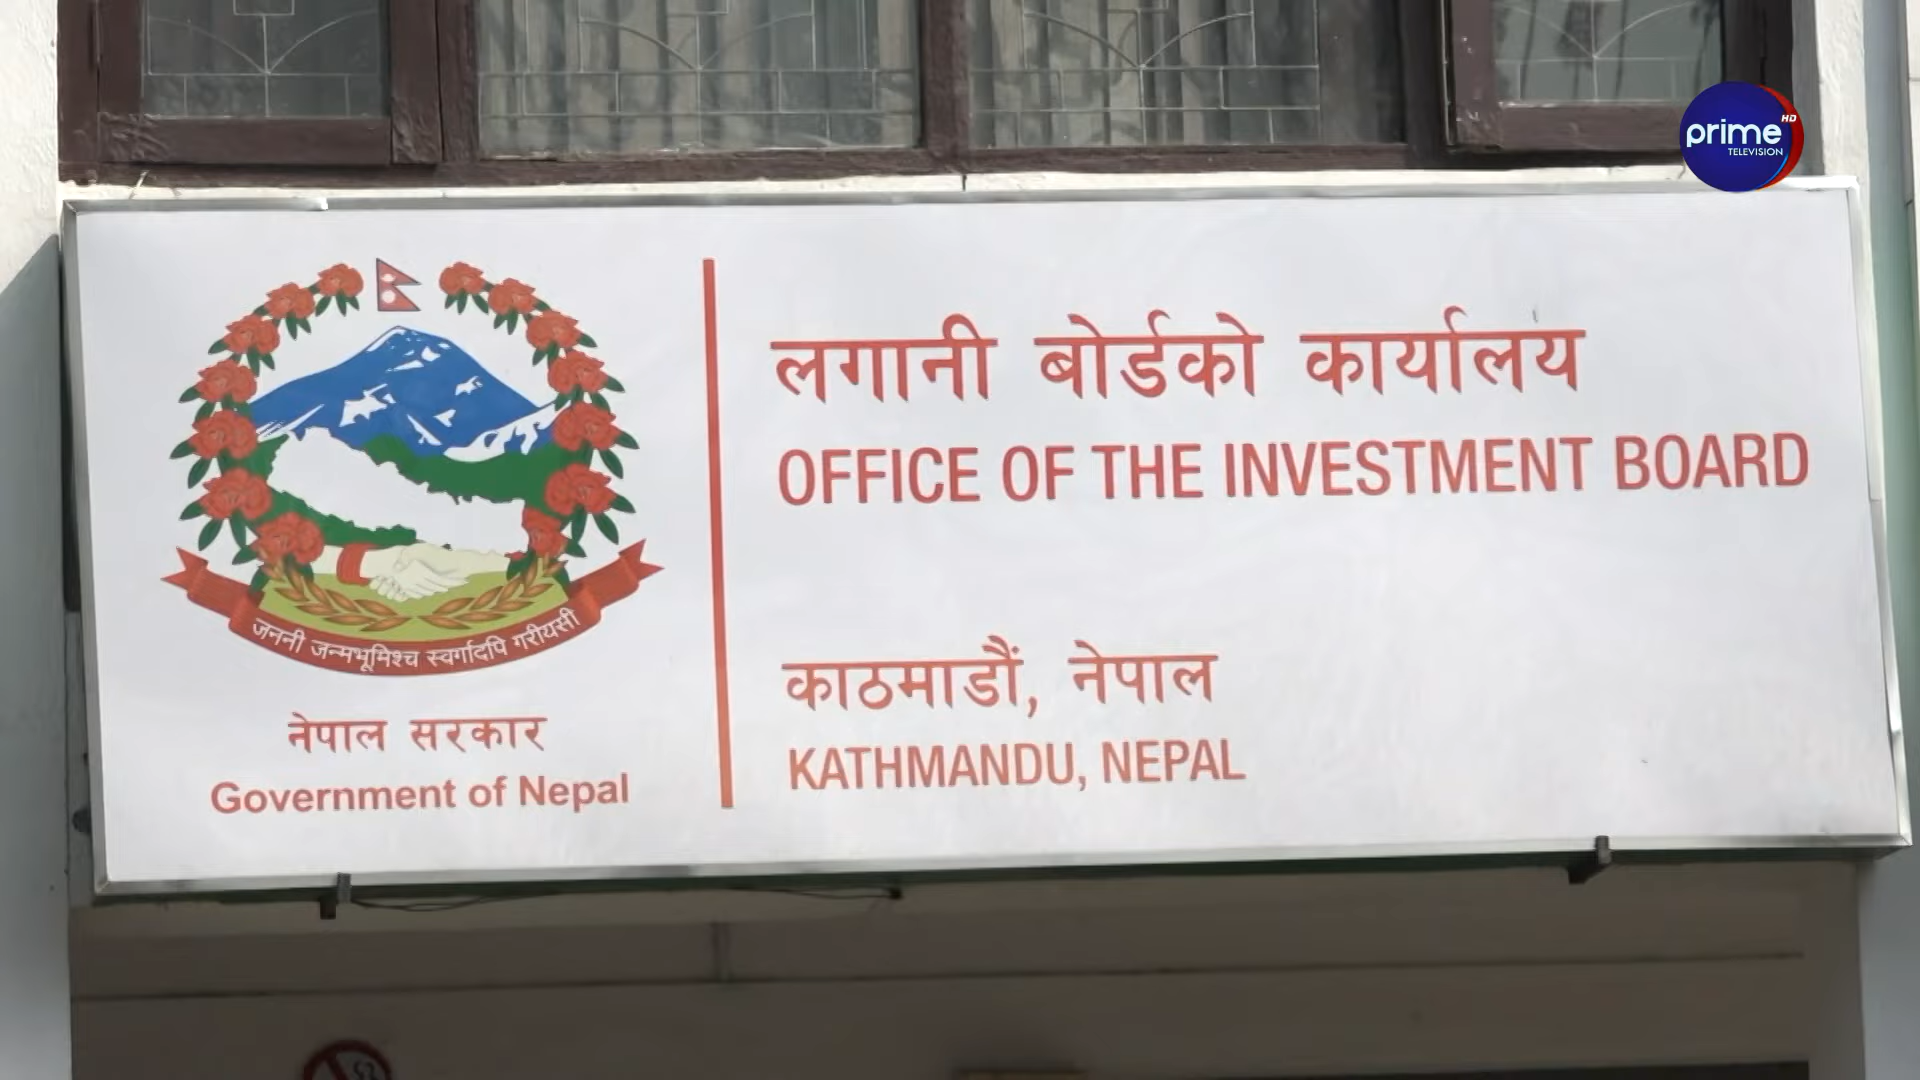 prime HD
TELEVISION
लगानी बोर्डको कार्यालय
OFFICE OF THE INVESTMENT BOARD
काठमाडौं, नेपाल
KATHMANDU, NEPAL
जननी जन्मभूमिश्च स्वर्गादपि गरीयसी
नेपाल सरकार
Government of Nepal